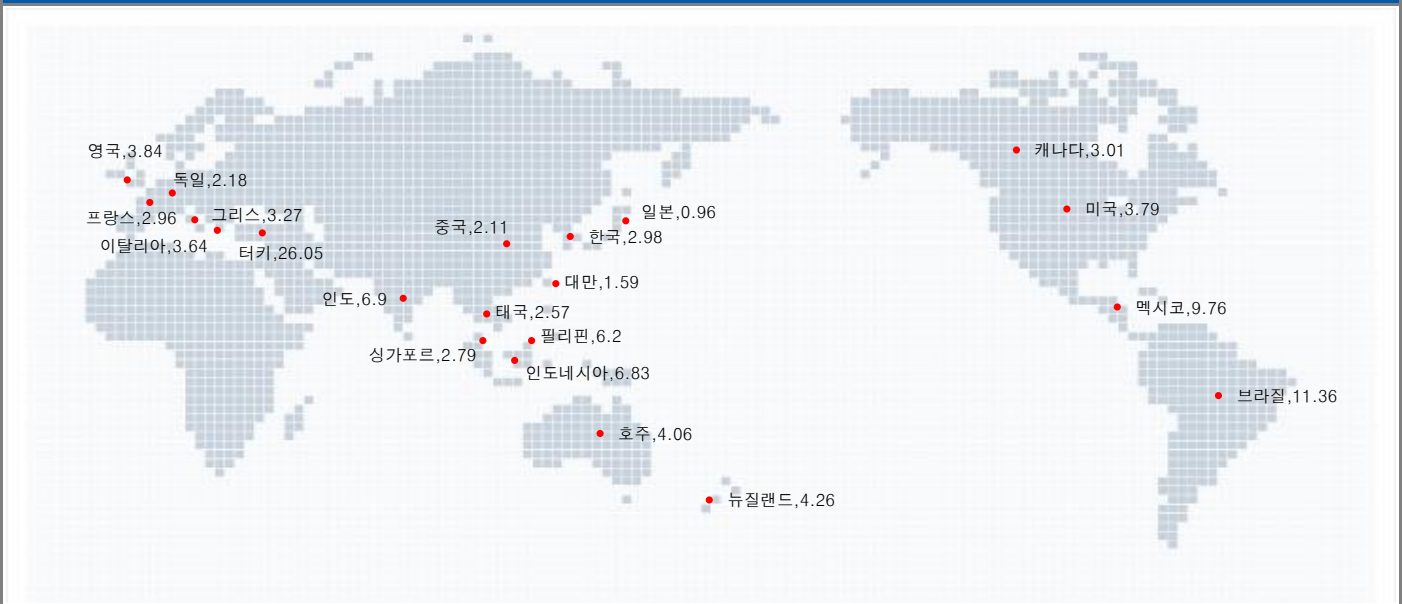 영국,3.84
캐나다,3.01
독일,2.18
미국,3.79
일본,0.96
프랑스,2.96
그리스,3.27
중국,2.11
한국,2.98
이탈리아,3.64
터키,26.05
대만,1.59
인도,6.9
멕시코,9.76
태국,2.57
필리핀,6.2
싱가포르,2.79
인도네시아,6.83
브라질,11.36
호주,4.06
뉴질랜드,4.26